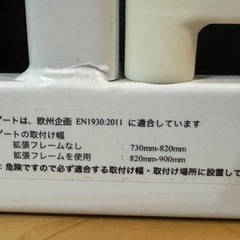 ートは、欧州企画 EN1930:2011 に適合しています
ートの取付け幅
拡張フレームなし : 730mm-820mm
拡張フレームを使用 : 820mm-900mm
: 危険ですので必ず適合する取付け幅・取付け場所に設置して